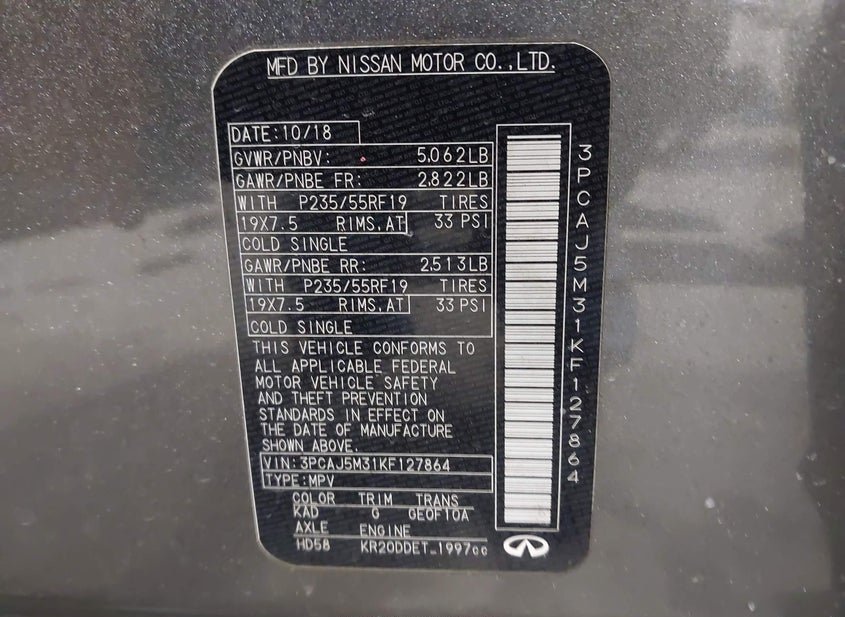 MFD BY NISSAN MOTOR CO.,LTD.
DATE:10/18
GVWR/PNBV: 5,062LB
GAWR/PNBE FR: 2,822LB
WITH P235/55RF19 TIRES
19X7.5 RIMS,AT 33 PSI
COLD SINGLE
GAWR/PNBE RR: 2,513LB
WITH P235/55RF19 TIRES
19X7.5 RIMS,AT 33 PSI
COLD SINGLE
THIS VEHICLE CONFORMS TO
ALL APPLICABLE FEDERAL
MOTOR VEHICLE SAFETY
AND THEFT PREVENTION
STANDARDS IN EFFECT ON
THE DATE OF MANUFACTURE
SHOWN ABOVE.
VIN:3PCAJ5M31KF127864
TYPE:MPV
COLOR TRIM TRANS
KAD G GE0F10A
AXLE ENGINE
HD58 KR20DDET 1997cc
3PCAJ5M31KF127864